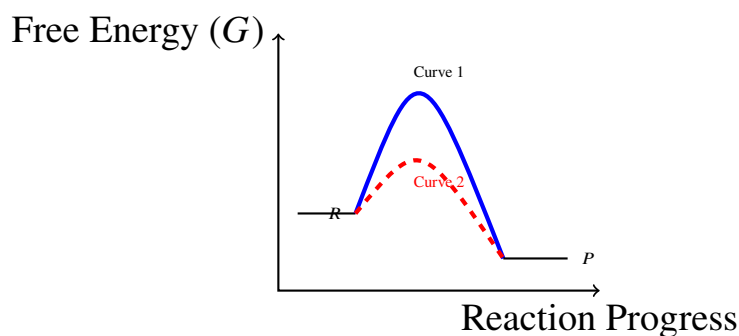 Free Energy (G)
Curve 1
Curve 2
R
P
Reaction Progress